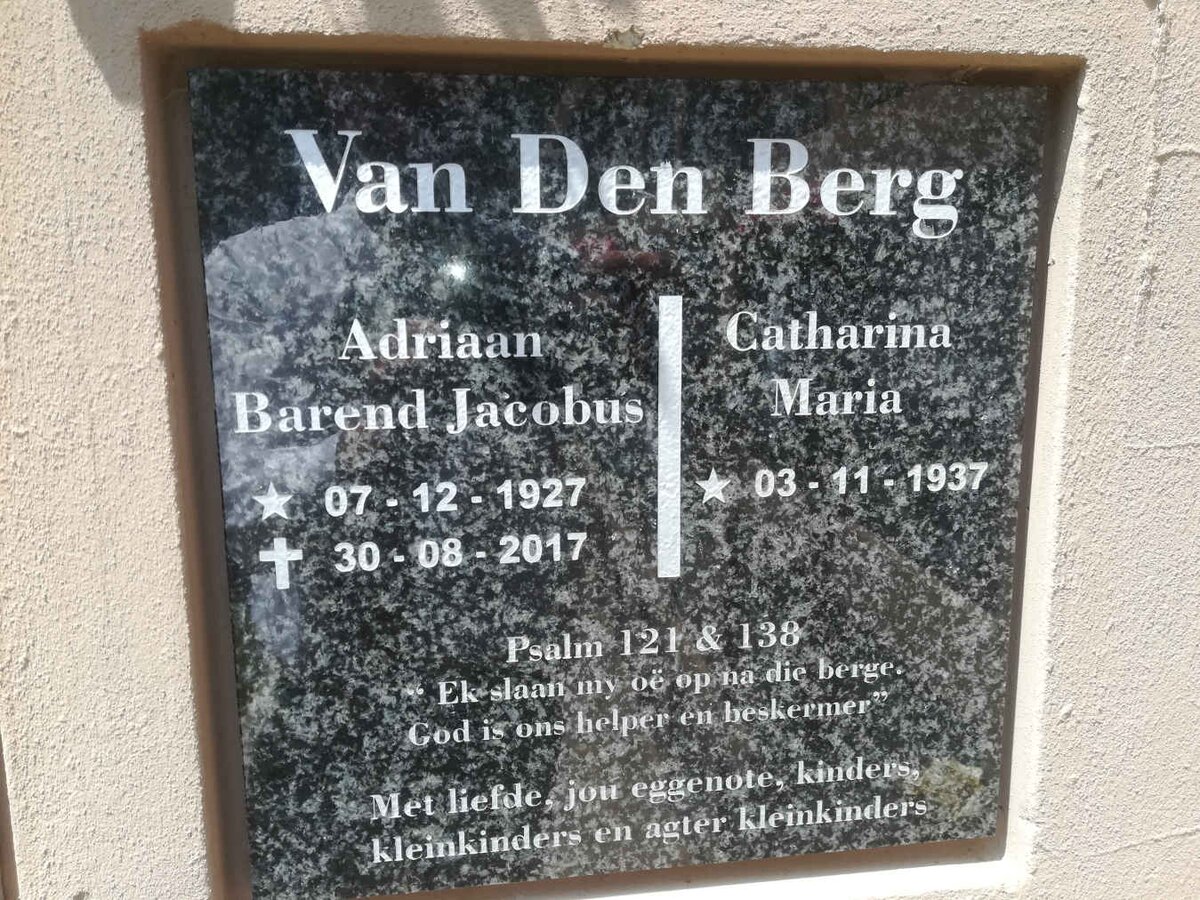 Van Den Berg
Adriaan
Barend Jacobus
★ 07 - 12 - 1927
✝ 30 - 08 - 2017
Catharina
Maria
★ 03 - 11 - 1937
Psalm 121 & 138
“ Ek slaan my oë op na die berge.
God is ons helper en beskermer”
Met liefde, jou eggenote, kinders,
kleinkinders en agter kleinkinders